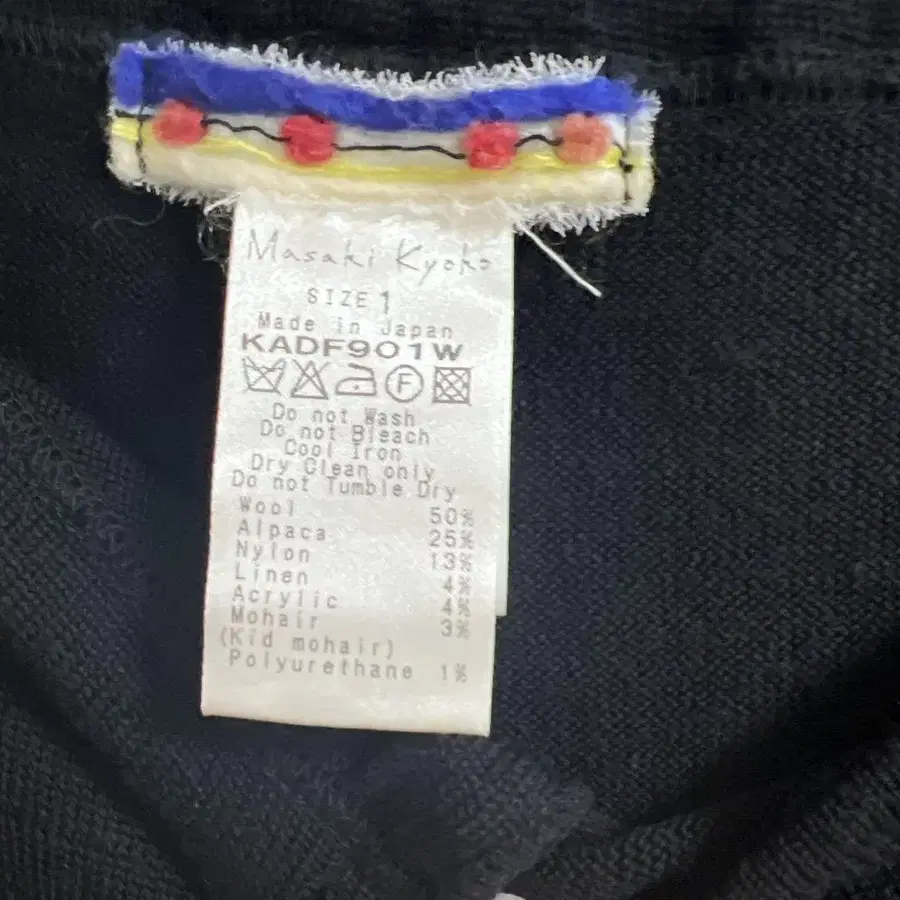 Masaki Kyoko
SIZE 1
Made in Japan
KADF901W
F
Do not Wash
Do not Bleach
Cool Iron
Dry Clean only
Do not Tumble Dry
Wool 50%
Alpaca 25%
Nylon 13%
Linen 4%
Acrylic 4%
Mohair 3%
(Kid mohair)
Polyurethane 1%